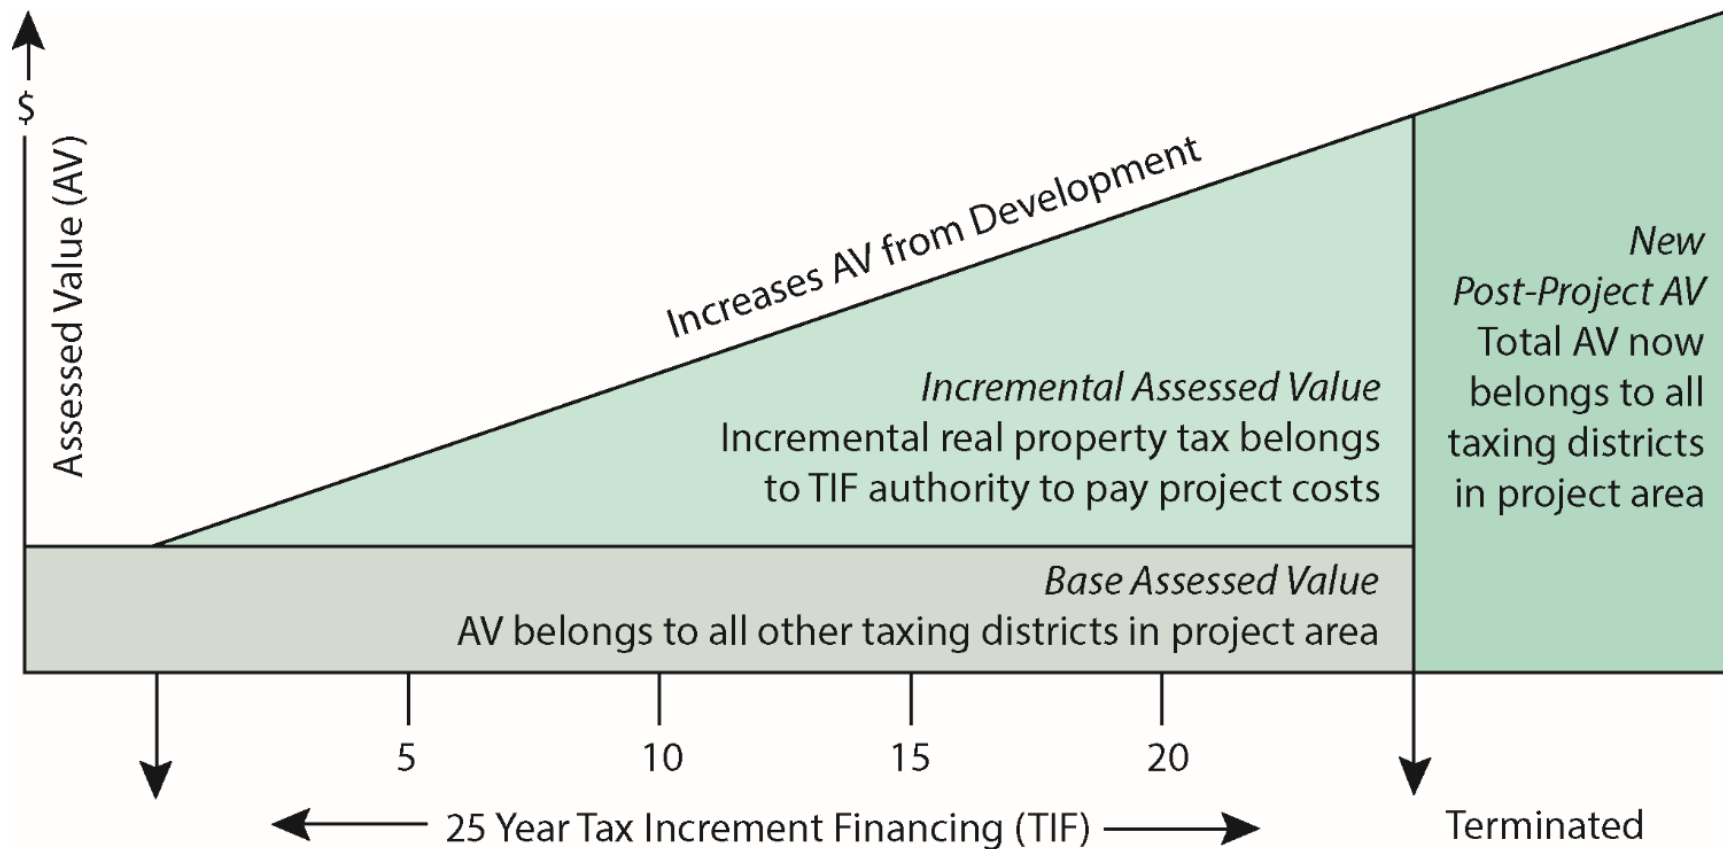 $
Assessed Value (AV)
Increases AV from Development
Incremental Assessed Value
Incremental real property tax belongs
to TIF authority to pay project costs
New
Post-Project AV
Total AV now
belongs to all
taxing districts
in project area
Base Assessed Value
AV belongs to all other taxing districts in project area
5
10
15
20
25 Year Tax Increment Financing (TIF)
Terminated